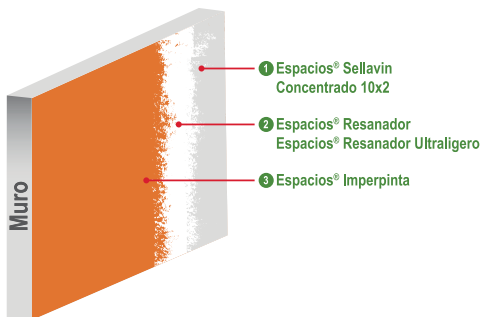 1 Espacios® Sellavin
Concentrado 10x2
2 Espacios® Resanador
Espacios® Resanador Ultraligero
3 Espacios® Imperpinta
Muro